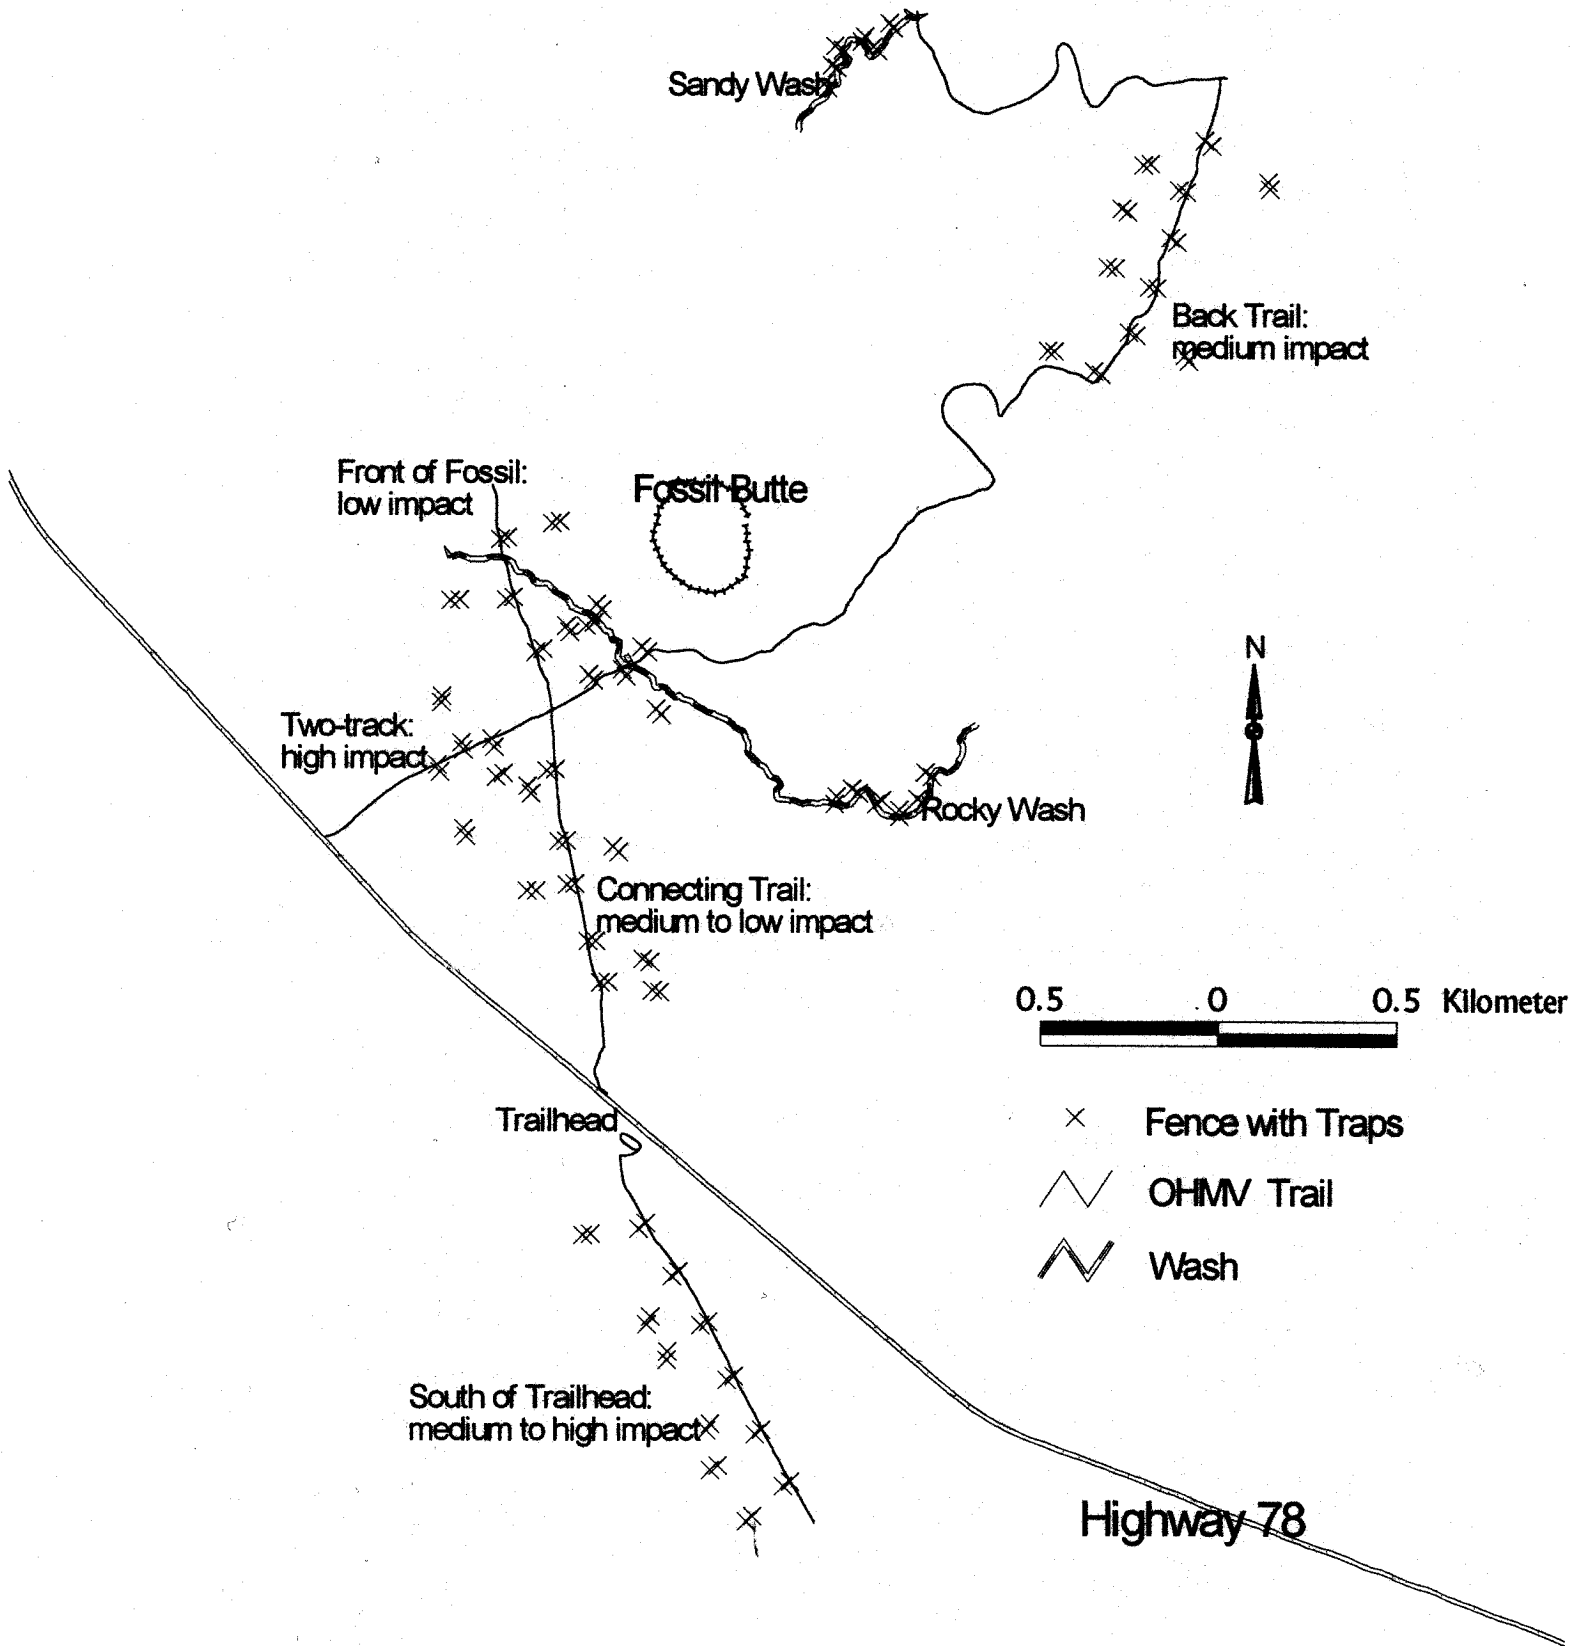 Sandy Wash
Back Trail:
medium impact
Front of Fossil:
low impact
Fossil Butte
N
Two-track:
high impact
Rocky Wash
Connecting Trail:
medium to low impact
0.5 0 0.5 Kilometer
Trailhead
Fence with Traps
OHMV Trail
Wash
South of Trailhead:
medium to high impact
Highway 78